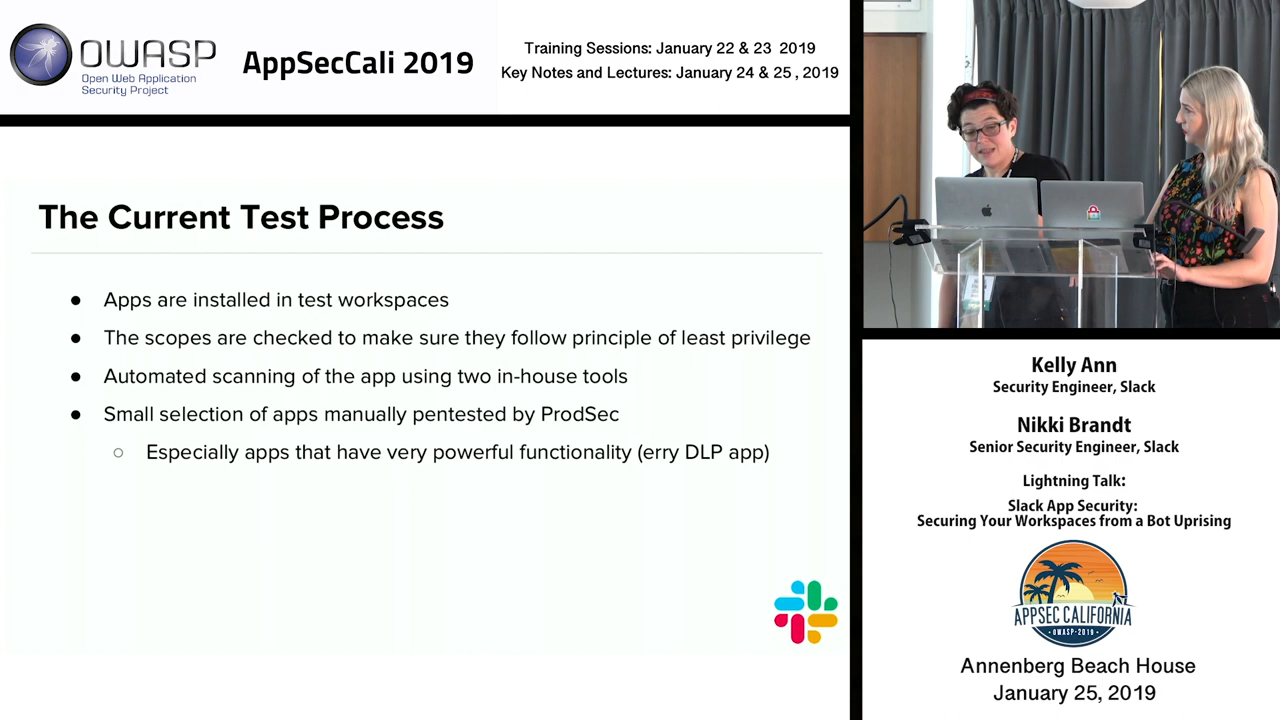 OWASP
Open Web Application
Security Project
AppSecCali 2019
Training Sessions: January 22 & 23 2019
Key Notes and Lectures: January 24 & 25 , 2019
The Current Test Process
● Apps are installed in test workspaces
● The scopes are checked to make sure they follow principle of least privilege
● Automated scanning of the app using two in-house tools
● Small selection of apps manually pentested by ProdSec
○ Especially apps that have very powerful functionality (erry DLP app)
Kelly Ann
Security Engineer, Slack
Nikki Brandt
Senior Security Engineer, Slack
Lightning Talk:
Slack App Security:
Securing Your Workspaces from a Bot Uprising
APPSEC CALIFORNIA
· OWASP-2019 ·
Annenberg Beach House
January 25, 2019